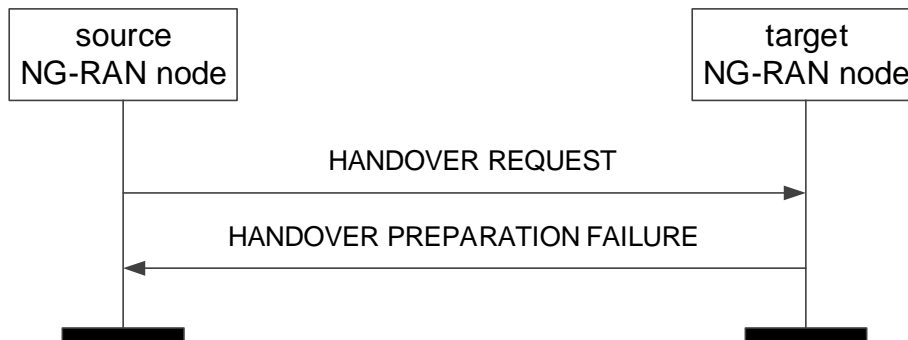 source
NG-RAN node
target
NG-RAN node
HANDOVER REQUEST
HANDOVER PREPARATION FAILURE